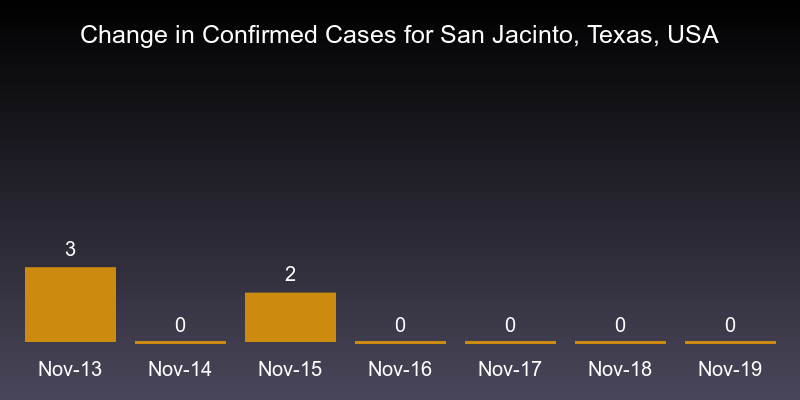 Change in Confirmed Cases for San Jacinto, Texas, USA
3
0
2
0
0
0
0
Nov-13
Nov-14
Nov-15
Nov-16
Nov-17
Nov-18
Nov-19